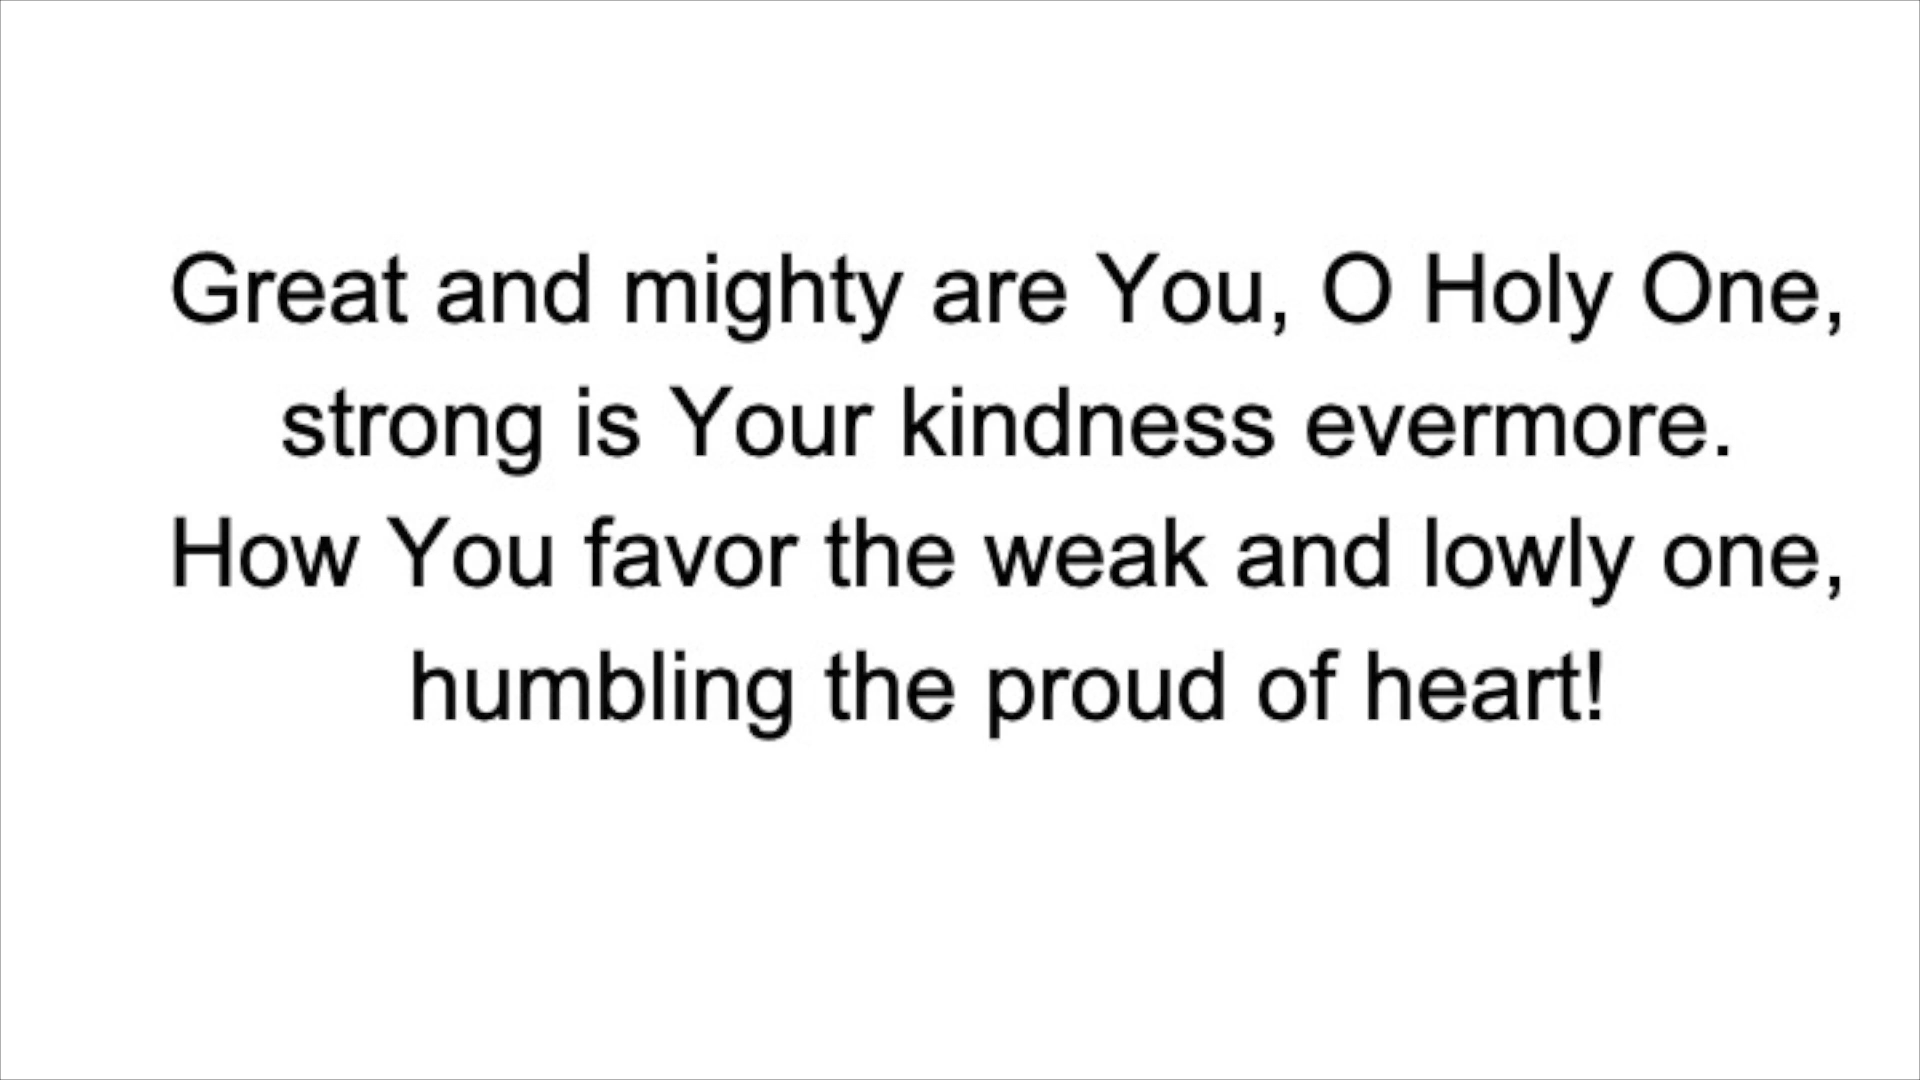 Great and mighty are You, O Holy One,
strong is Your kindness evermore.
How You favor the weak and lowly one,
humbling the proud of heart!